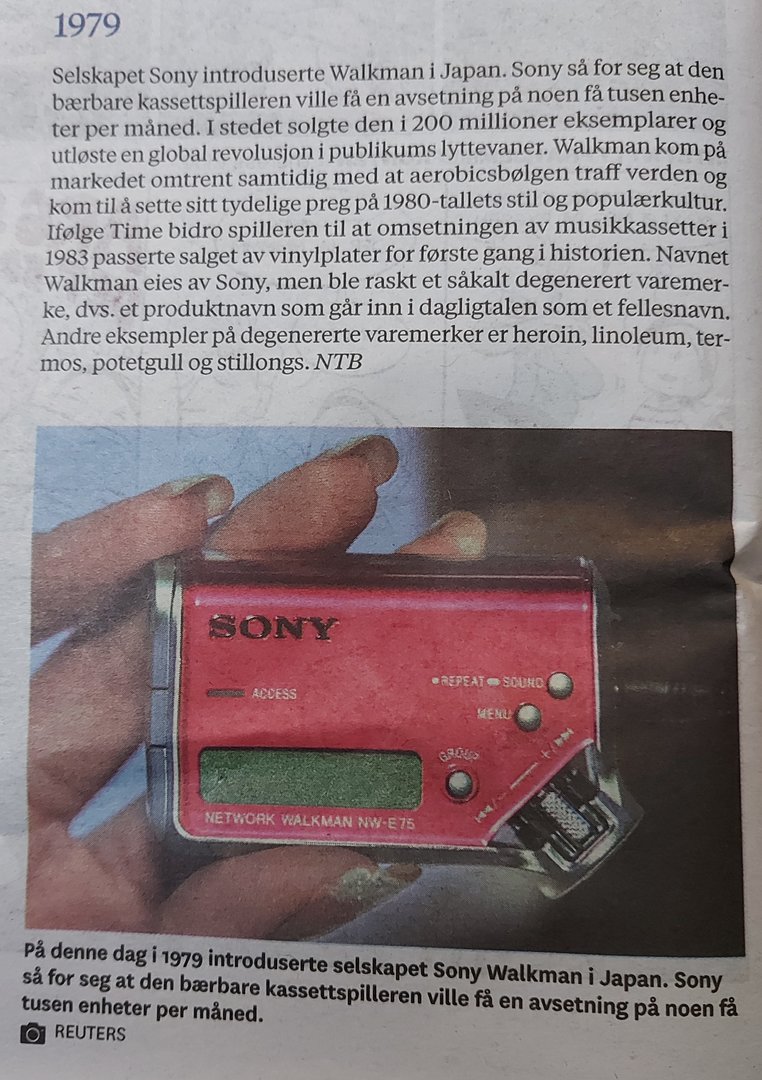 1979
Selskapet Sony introduserte Walkman i Japan. Sony så for seg at den
bærbare kassettspilleren ville få en avsetning på noen få tusen enhe-
ter per måned. I stedet solgte den i 200 millioner eksemplarer og
utløste en global revolusjon i publikums lyttevaner. Walkman kom på
markedet omtrent samtidig med at aerobicsbølgen traff verden og
kom til å sette sitt tydelige preg på 1980-tallets stil og populærkultur.
Ifølge Time bidro spilleren til at omsetningen av musikkassetter i
1983 passerte salget av vinylplater for første gang i historien. Navnet
Walkman eies av Sony, men ble raskt et såkalt degenerert varemer-
ke, dvs. et produktnavn som går inn i dagligtalen som et fellesnavn.
Andre eksempler på degenererte varemerker er heroin, linoleum, ter-
mos, potetgull og stillongs. NTB
SONY
ACCESS
REPEAT SOUND
MENU
GROUP
NETWORK WALKMAN NW-E75
På denne dag i 1979 introduserte selskapet Sony Walkman i Japan. Sony
så for seg at den bærbare kassettspilleren ville få en avsetning på noen få
tusen enheter per måned.
REUTERS